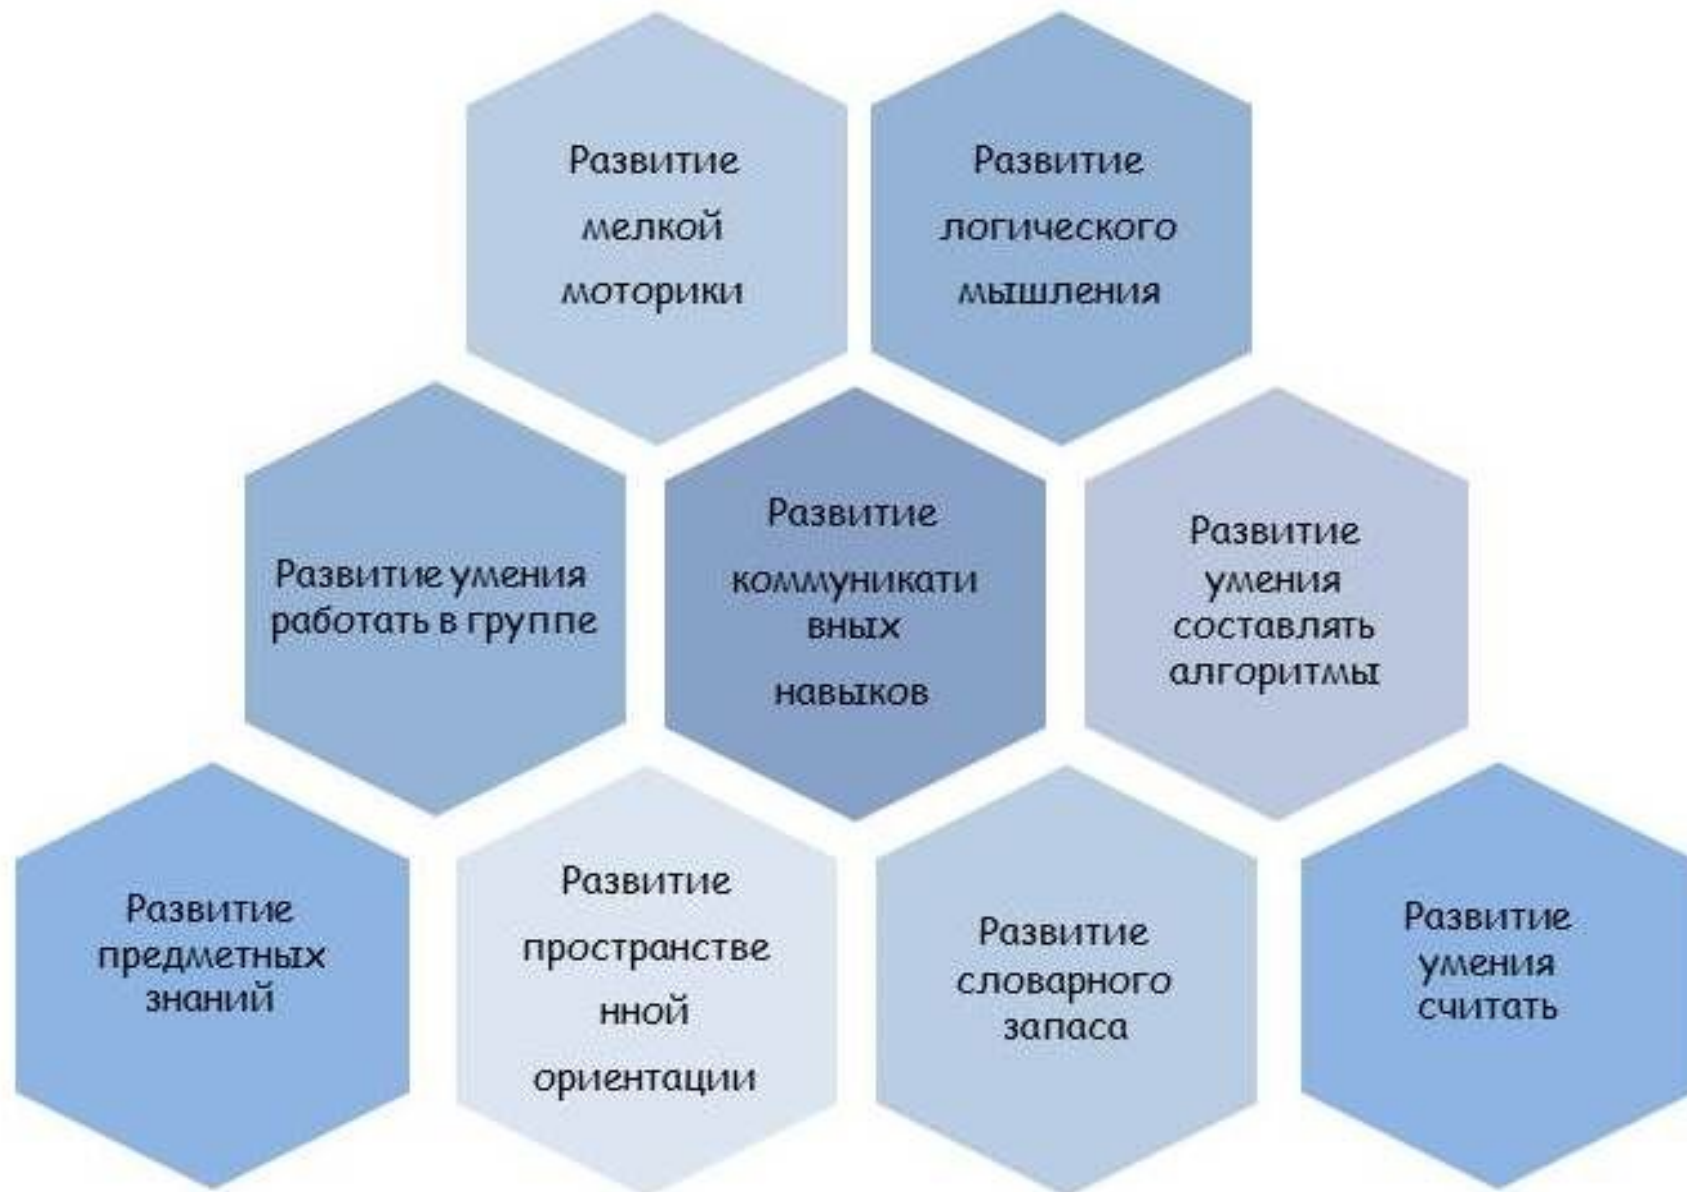 Развитие
мелкой
моторики
Развитие
логического
мышления
Развитие умения
работать в группе
Развитие
коммуникати
вных
навыков
Развитие
умения
составлять
алгоритмы
Развитие
предметных
знаний
Развитие
пространстве
нной
ориентации
Развитие
словарного
запаса
Развитие
умения
считать